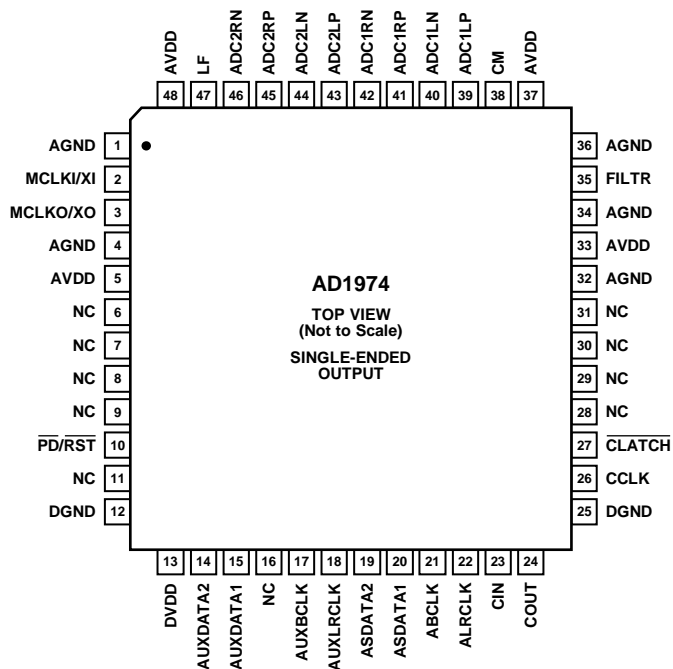 AVDD
LF
ADC2RN
ADC2RP
ADC2LN
ADC2LP
ADC1RN
ADC1RP
ADC1LN
ADC1LP
CM
AVDD
48 47 46 45 44 43 42 41 40 39 38 37
AGND 1
MCLKI/XI 2
MCLKO/XO 3
AGND 4
AVDD 5
NC 6
NC 7
NC 8
NC 9
PD/RST 10
NC 11
DGND 12
AD1974
TOP VIEW
(Not to Scale)
SINGLE-ENDED
OUTPUT
36 AGND
35 FILTR
34 AGND
33 AVDD
32 AGND
31 NC
30 NC
29 NC
28 NC
27 CLATCH
26 CCLK
25 DGND
13 14 15 16 17 18 19 20 21 22 23 24
DVDD
AUXDATA2
AUXDATA1
NC
AUXBCLK
AUXLRCLK
ASDATA2
ASDATA1
ABCLK
ALRCLK
CIN
COUT